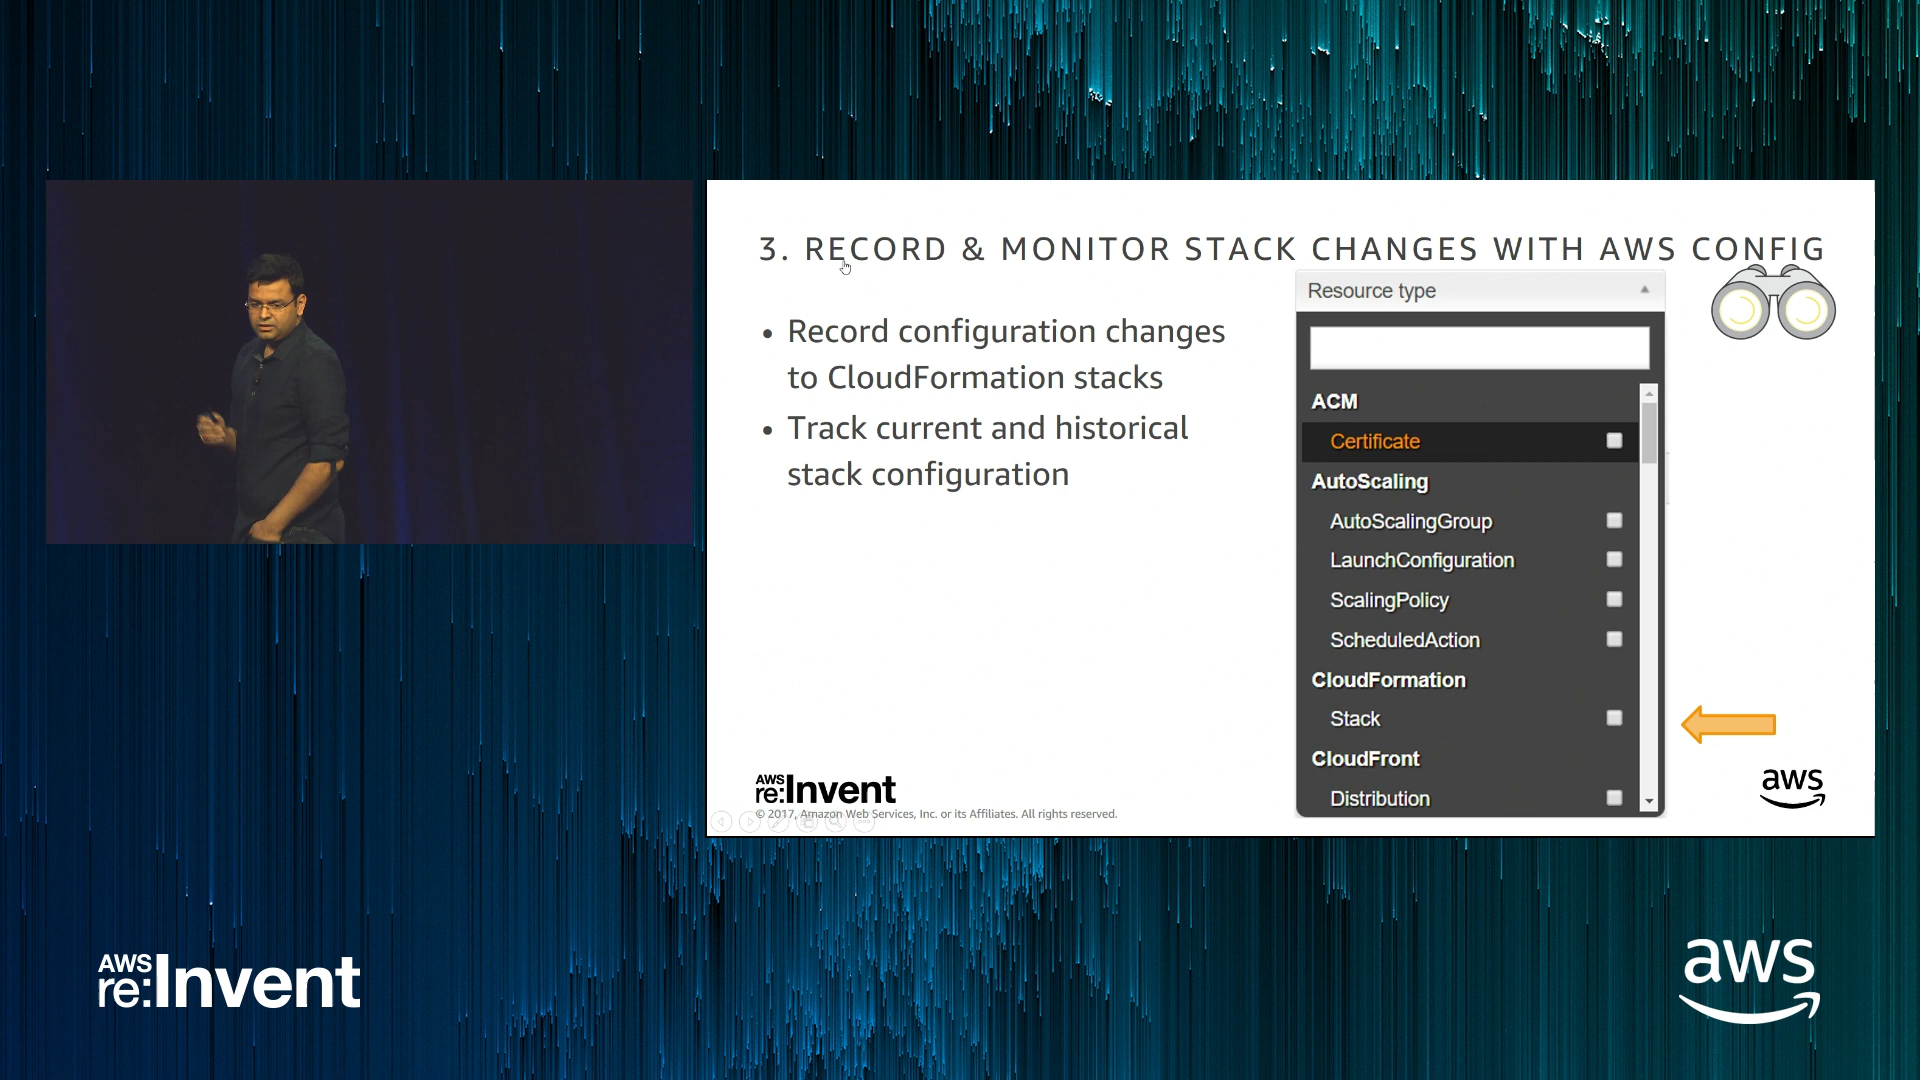 3. RECORD & MONITOR STACK CHANGES WITH AWS CONFIG
• Record configuration changes
to CloudFormation stacks
• Track current and historical
stack configuration
Resource type
ACM
Certificate
AutoScaling
AutoScalingGroup
LaunchConfiguration
ScalingPolicy
ScheduledAction
CloudFormation
Stack
CloudFront
Distribution
AWS
re:Invent
© 2017, Amazon Web Services, Inc. or its Affiliates. All rights reserved.
aws
AWS
re:Invent
aws